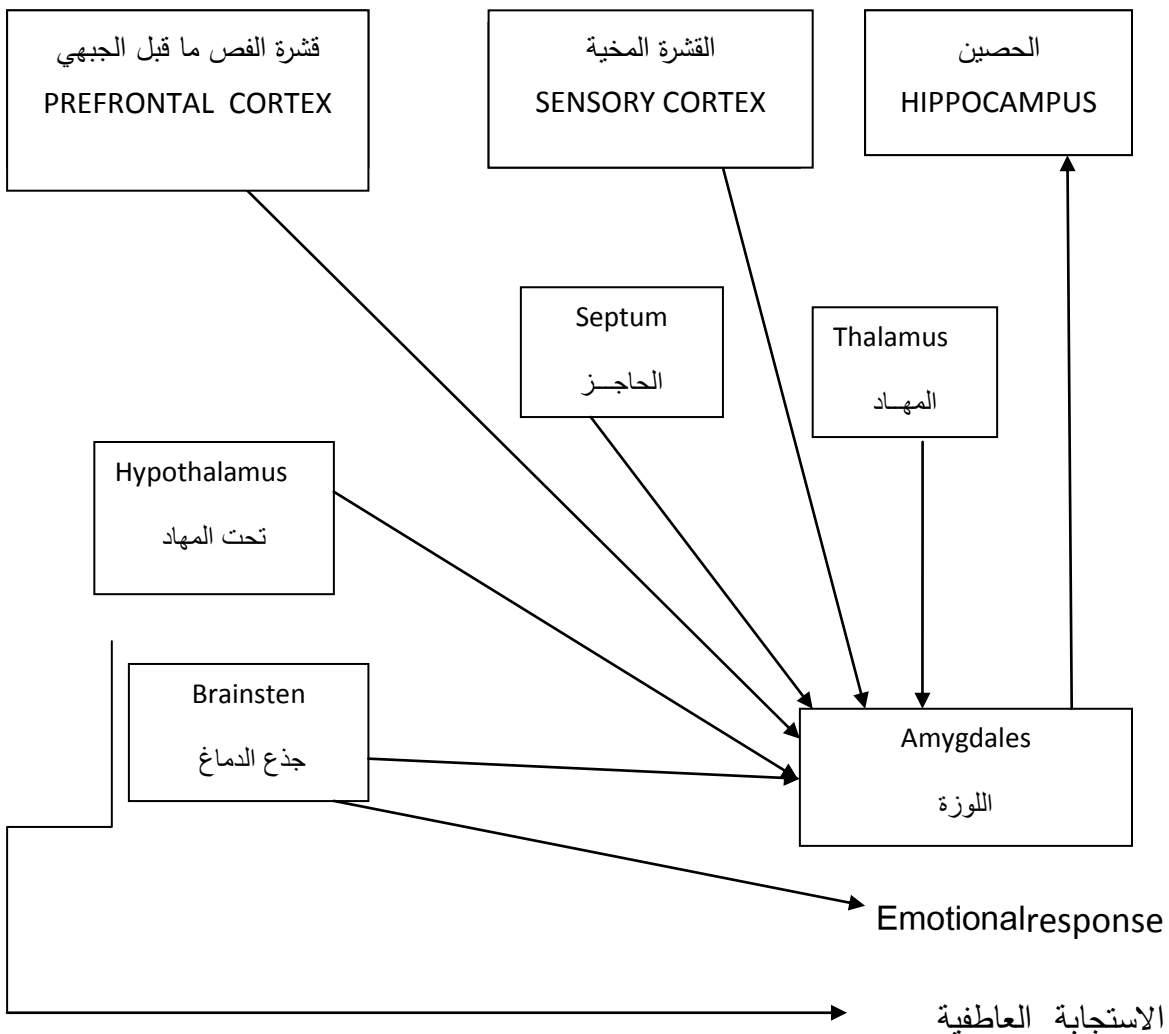 قشرة الفص ما قبل الجبهي
PREFRONTAL CORTEX
القشرة المخية
SENSORY CORTEX
الحصين
HIPPOCAMPUS
Septum
الحاجـــز
Thalamus
المهــاد
Hypothalamus
تحت المهاد
Brainsten
جذع الدماغ
Amygdales
اللوزة
Emotionalresponse
الاستجابة العاطفية